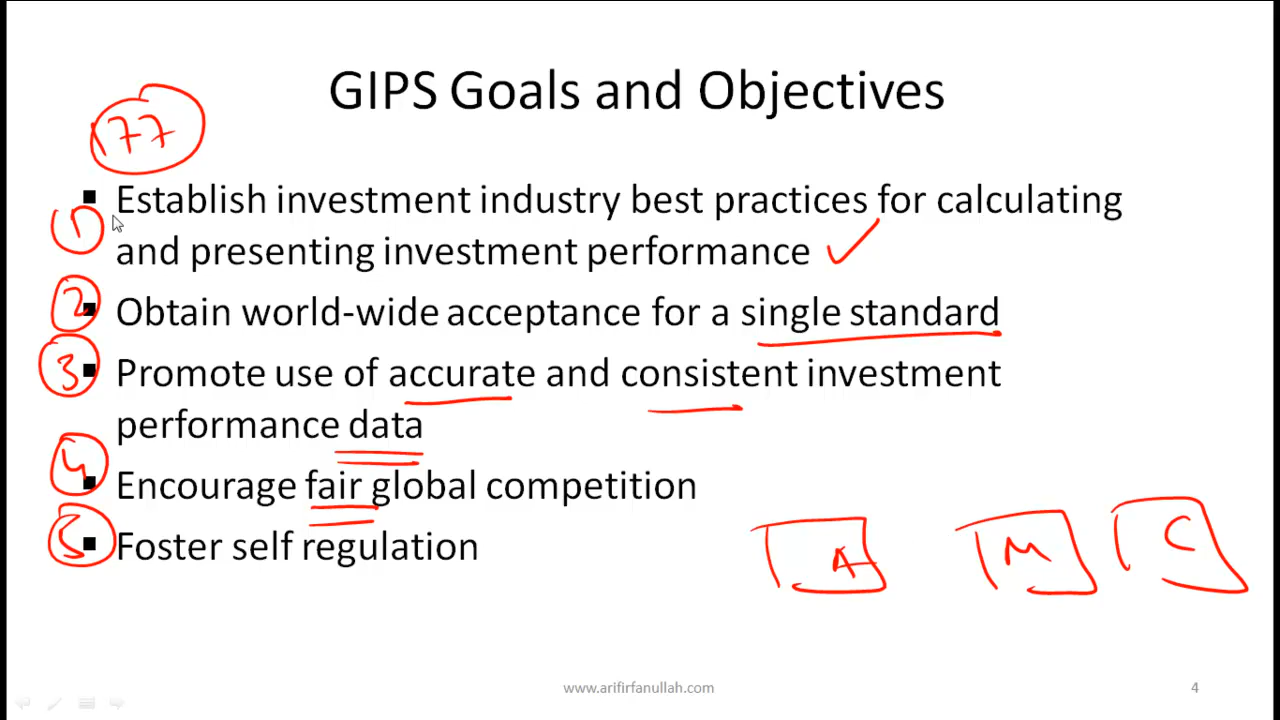 GIPS Goals and Objectives
177
▪ Establish investment industry best practices for calculating
1
and presenting investment performance
2
▪ Obtain world-wide acceptance for a single standard
3
▪ Promote use of accurate and consistent investment
performance data
4
▪ Encourage fair global competition
5
▪ Foster self regulation
A M C
www.arifirfanullah.com 4